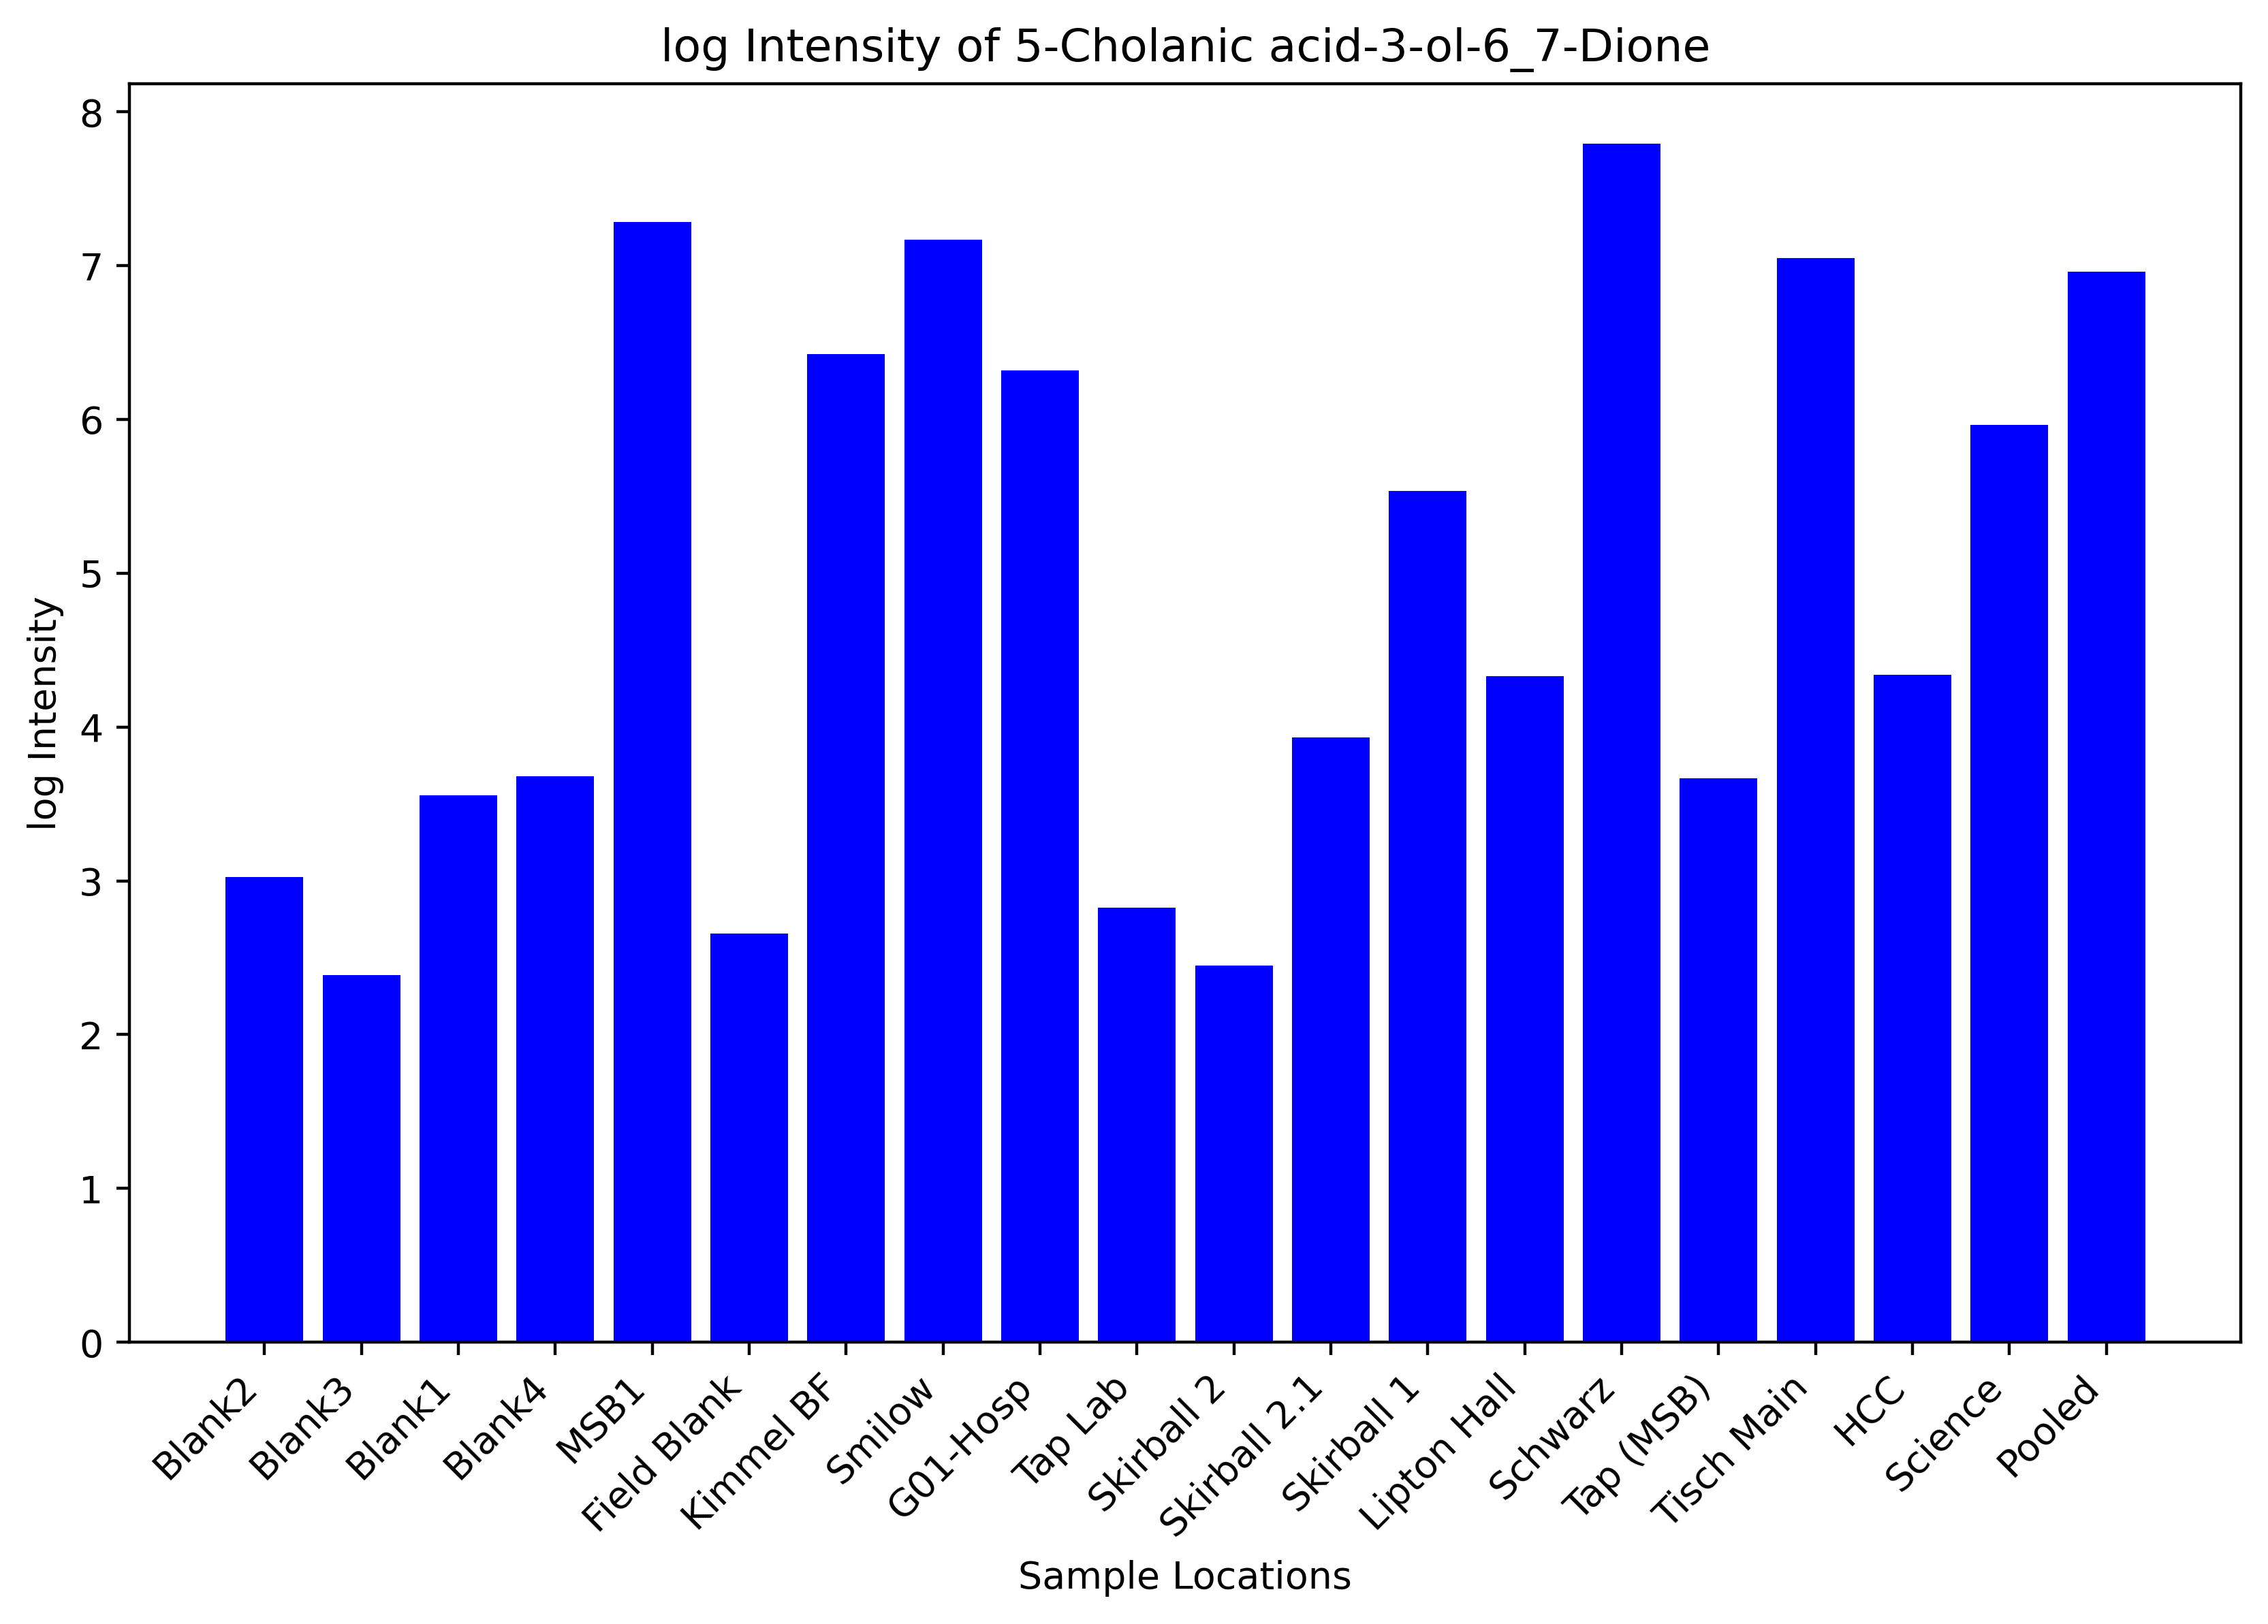 log Intensity of 5-Cholanic acid-3-ol-6_7-Dione
log Intensity
8
7
6
5
4
3
2
1
0
Blank2
Blank3
Blank1
Blank4
MSB1
Field Blank
Kimmel BF
Smilow
G01-Hosp
Tap Lab
Skirball 2
Skirball 2.1
Skirball 1
Lipton Hall
Schwarz
Tap (MSB)
Tisch Main
HCC
Science
Pooled
Sample Locations